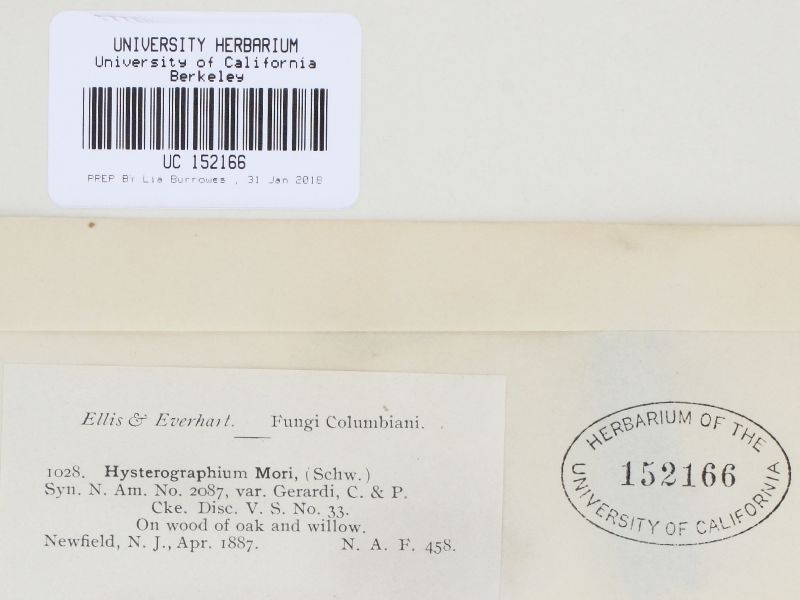 UNIVERSITY HERBARIUM
University of California
Berkeley
UC 152166
PREP BY Lia Burrowes , 31 Jan 2018
Ellis & Everhart. Fungi Columbiani.
1028. Hysterographium Mori, (Schw.)
Syn. N. Am. No. 2087, var. Gerardi, C. & P.
Cke. Disc. V. S. No. 33.
On wood of oak and willow.
Newfield, N. J., Apr. 1887. N. A. F. 458.
HERBARIUM OF THE
152166
UNIVERSITY OF CALIFORNIA